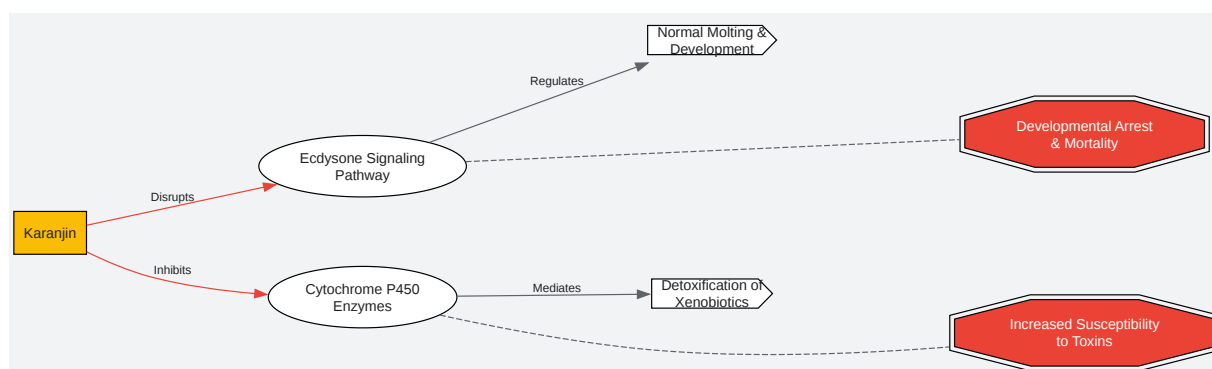 Normal Molting &
Development
Regulates
Developmental Arrest
& Mortality
Ecdysone Signaling
Pathway
Disrupts
Karanjin
Inhibits
Cytochrome P450
Enzymes
Mediates
Detoxification of
Xenobiotics
Increased Susceptibility
to Toxins